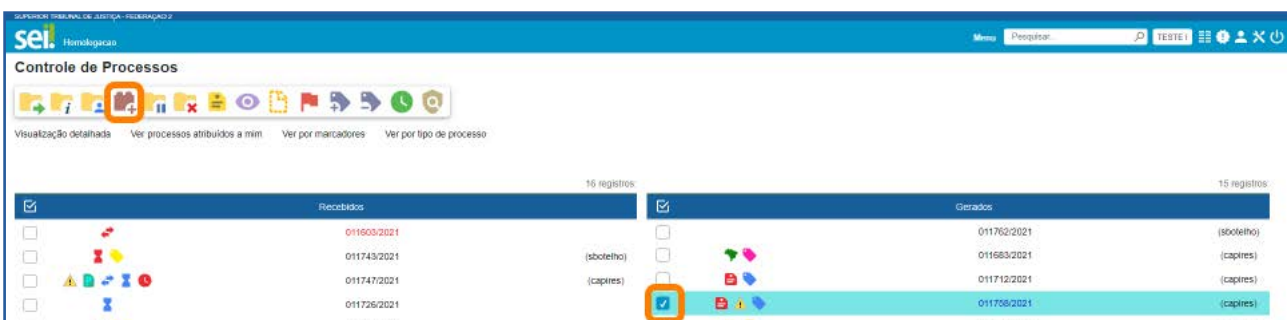 SUPERIOR TRIBUNAL DE JUSTIÇA - FEDERAÇÃO 2
sei! Homologacao
Menu Pesquisar... TESTE1
Controle de Processos
Visualização detalhada Ver processos atribuídos a mim Ver por marcadores Ver por tipo de processo
16 registros:
15 registros:
Recebidos
Gerados
011603/2021
011762/2021 (sbotelho)
011743/2021 (sbotelho)
011683/2021 (capires)
011747/2021 (capires)
011712/2021 (capires)
011726/2021
011758/2021 (capires)